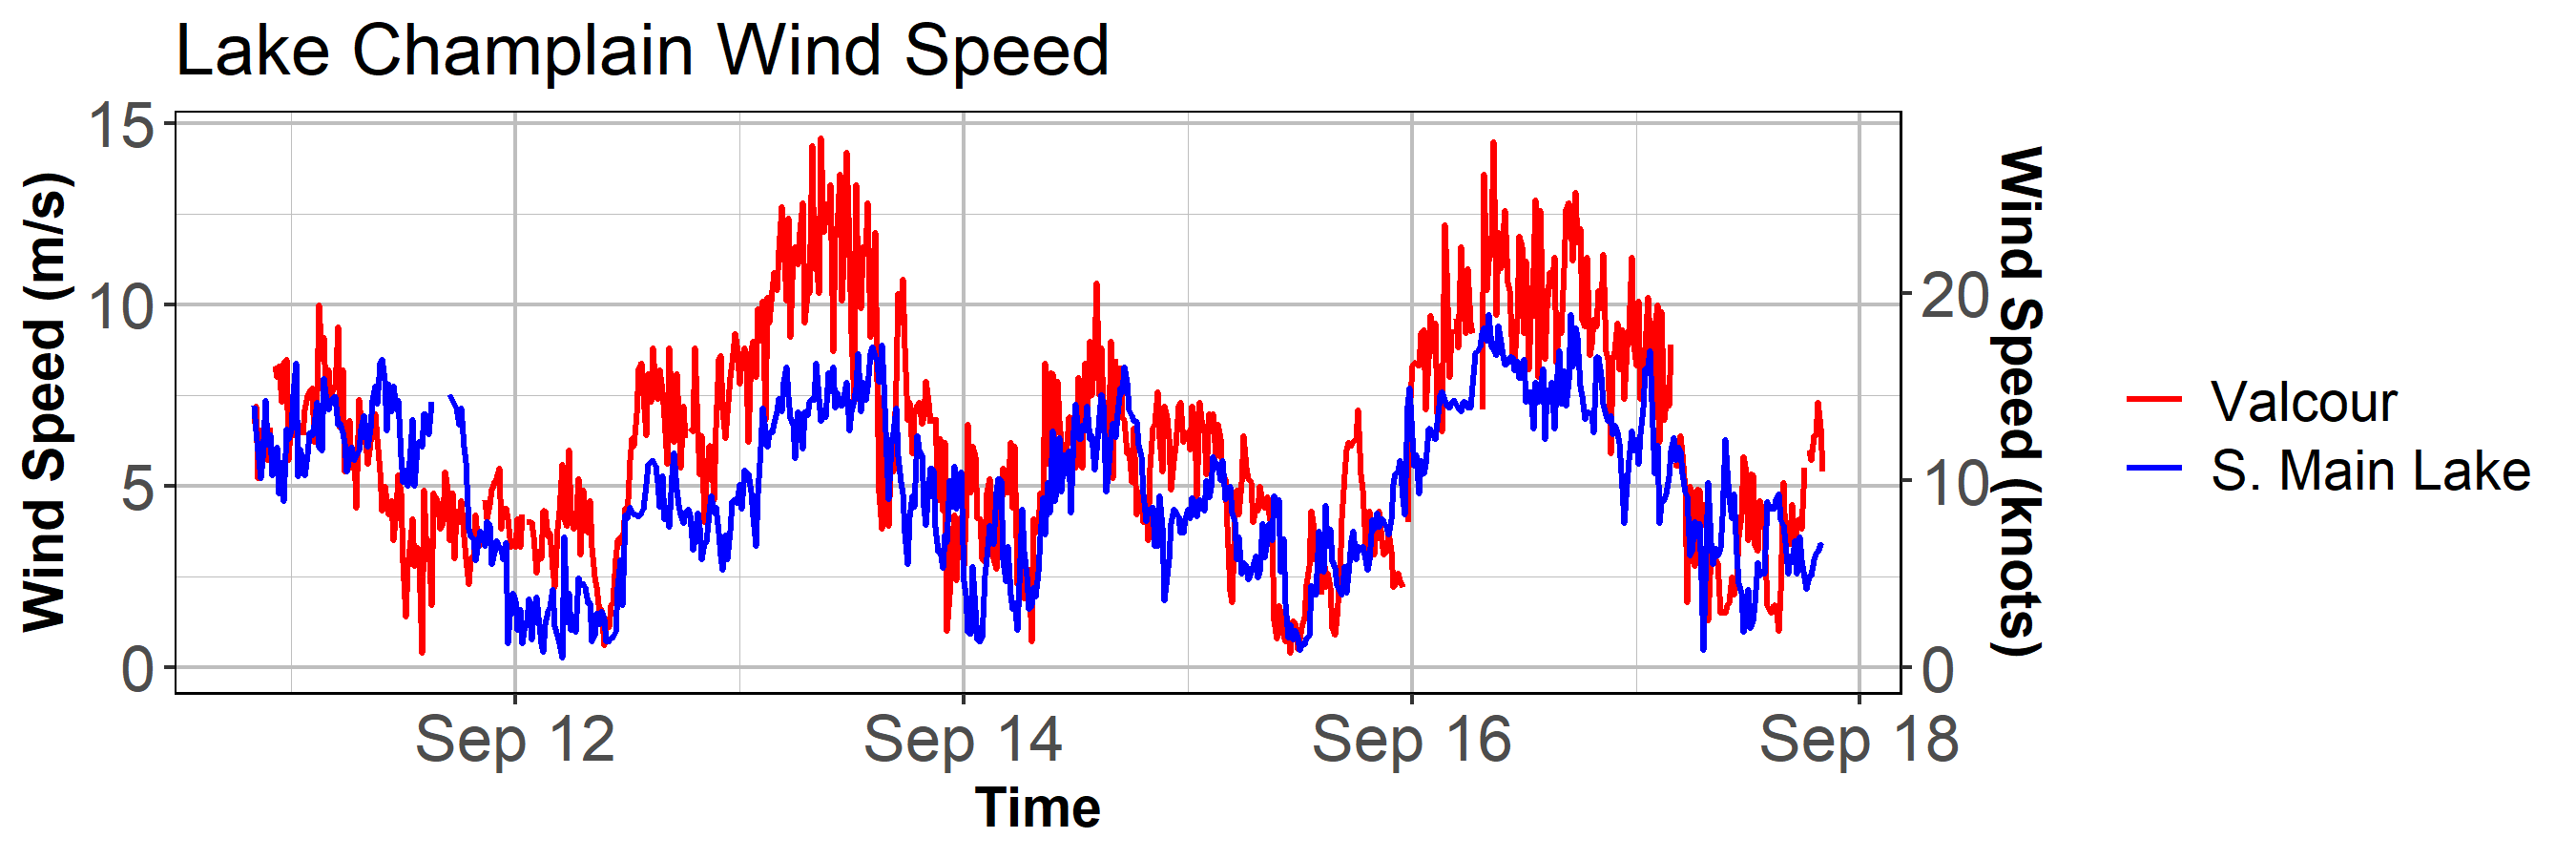 Lake Champlain Wind Speed
Wind Speed (m/s)
15
10
5
0
20
10
0
Wind Speed (knots)
Sep 12
Sep 14
Sep 16
Sep 18
Time
Valcour
S. Main Lake